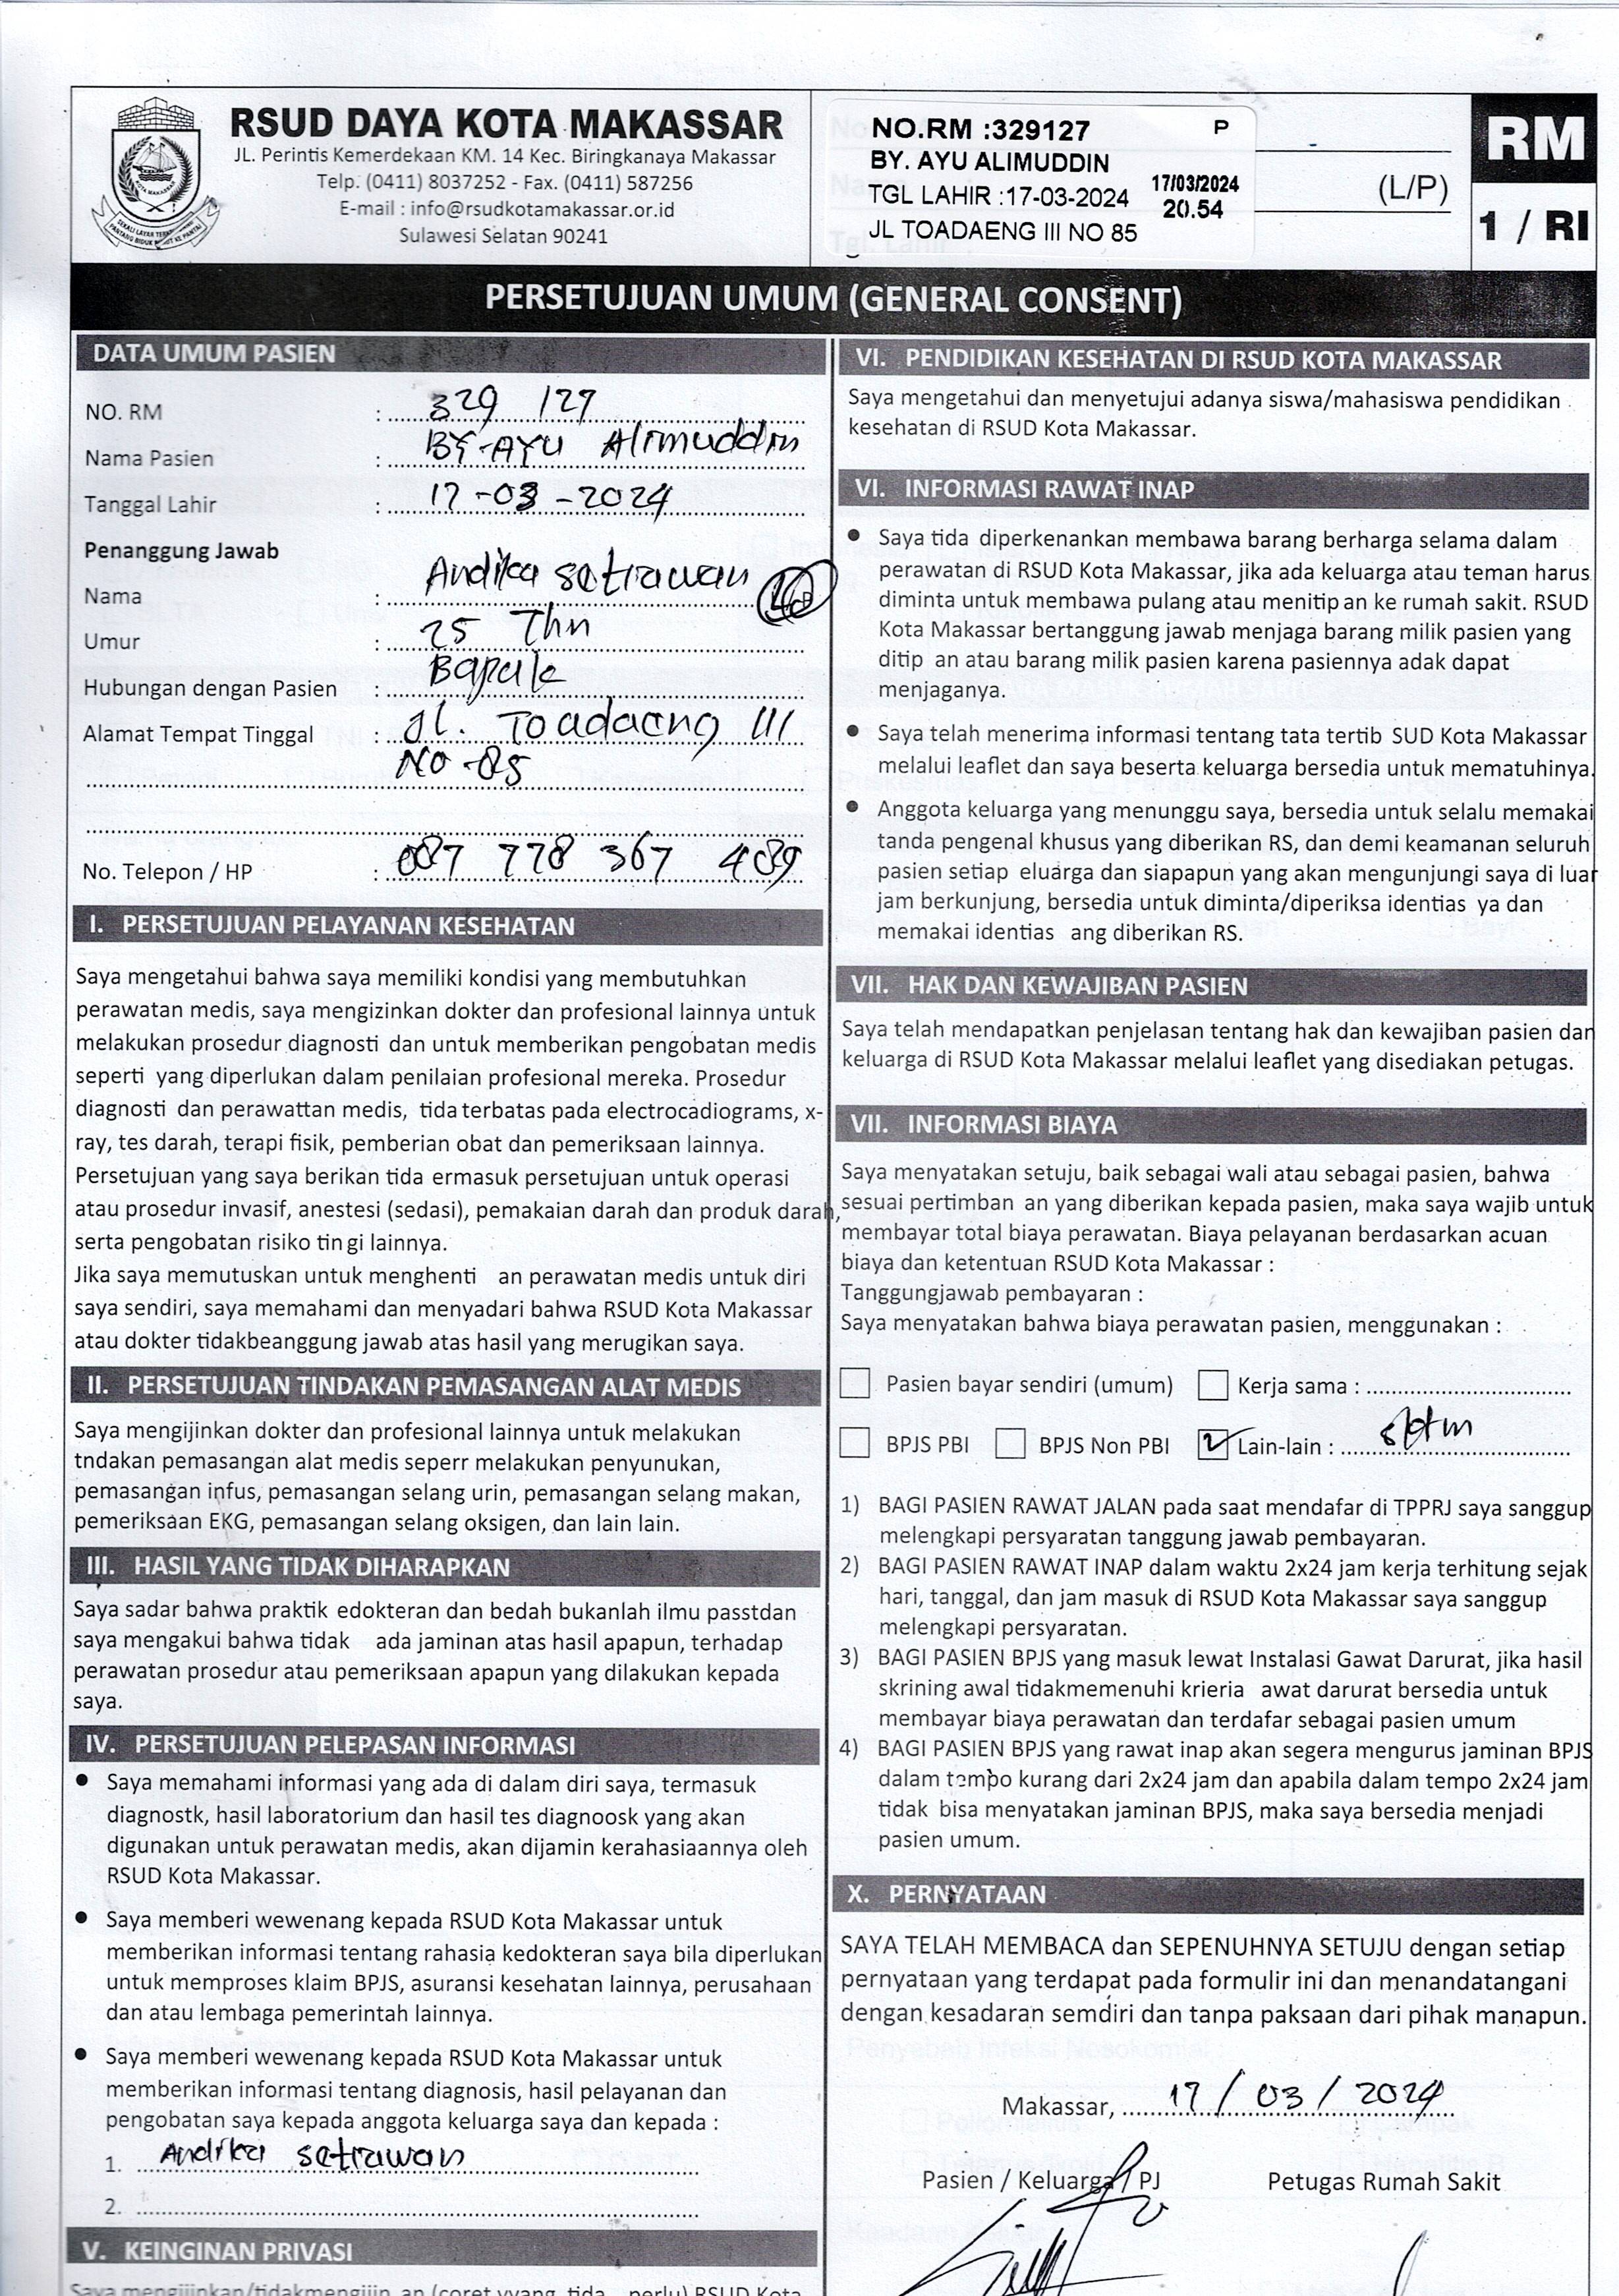 RSUD DAYA KOTA MAKASSAR
JL. Perintis Kemerdekaan KM. 14 Kec. Biringkanaya Makassar
Telp. (0411) 8037252 - Fax. (0411) 587256
E-mail : info@rsudkotamakassar.or.id
Sulawesi Selatan 90241
NO.RM :329127 P
BY. AYU ALIMUDDIN
TGL LAHIR :17-03-2024 17/03/2024
20.54
JL TOADAENG III NO 85
(L/P)
RM
1 / RI
PERSETUJUAN UMUM (GENERAL CONSENT)
DATA UMUM PASIEN
NO. RM : 329 127
Nama Pasien : BY-AYU Alimuddin
Tanggal Lahir : 17-03-2024
Penanggung Jawab
Nama : Andika setiawan
Umur : 25 Thn
Hubungan dengan Pasien : Bapak
Alamat Tempat Tinggal : Jl. Toadaeng III
No-85
No. Telepon / HP : 087 778 367 489
I. PERSETUJUAN PELAYANAN KESEHATAN
Saya mengetahui bahwa saya memiliki kondisi yang membutuhkan
perawatan medis, saya mengizinkan dokter dan profesional lainnya untuk
melakukan prosedur diagnosti dan untuk memberikan pengobatan medis
seperti yang diperlukan dalam penilaian profesional mereka. Prosedur
diagnosti dan perawattan medis, tida terbatas pada electrocadiograms, x-
ray, tes darah, terapi fisik, pemberian obat dan pemeriksaan lainnya.
Persetujuan yang saya berikan tida ermasuk persetujuan untuk operasi
atau prosedur invasif, anestesi (sedasi), pemakaian darah dan produk darah,
serta pengobatan risiko tin gi lainnya.
Jika saya memutuskan untuk menghenti an perawatan medis untuk diri
saya sendiri, saya memahami dan menyadari bahwa RSUD Kota Makassar
atau dokter tidakbeanggung jawab atas hasil yang merugikan saya.
II. PERSETUJUAN TINDAKAN PEMASANGAN ALAT MEDIS
Saya mengijinkan dokter dan profesional lainnya untuk melakukan
tndakan pemasangan alat medis seperr melakukan penyunukan,
pemasangan infus, pemasangan selang urin, pemasangan selang makan,
pemeriksaan EKG, pemasangan selang oksigen, dan lain lain.
III. HASIL YANG TIDAK DIHARAPKAN
Saya sadar bahwa praktik edokteran dan bedah bukanlah ilmu passtdan
saya mengakui bahwa tidak ada jaminan atas hasil apapun, terhadap
perawatan prosedur atau pemeriksaan apapun yang dilakukan kepada
saya.
IV. PERSETUJUAN PELEPASAN INFORMASI
• Saya memahami informasi yang ada di dalam diri saya, termasuk
diagnostk, hasil laboratorium dan hasil tes diagnoosk yang akan
digunakan untuk perawatan medis, akan dijamin kerahasiaannya oleh
RSUD Kota Makassar.
• Saya memberi wewenang kepada RSUD Kota Makassar untuk
memberikan informasi tentang rahasia kedokteran saya bila diperlukan
untuk memproses klaim BPJS, asuransi kesehatan lainnya, perusahaan
dan atau lembaga pemerintah lainnya.
• Saya memberi wewenang kepada RSUD Kota Makassar untuk
memberikan informasi tentang diagnosis, hasil pelayanan dan
pengobatan saya kepada anggota keluarga saya dan kepada :
1. Andika setiawan
2.
V. KEINGINAN PRIVASI
VI. PENDIDIKAN KESEHATAN DI RSUD KOTA MAKASSAR
Saya mengetahui dan menyetujui adanya siswa/mahasiswa pendidikan
kesehatan di RSUD Kota Makassar.
VI. INFORMASI RAWAT INAP
• Saya tida diperkenankan membawa barang berharga selama dalam
perawatan di RSUD Kota Makassar, jika ada keluarga atau teman harus
diminta untuk membawa pulang atau menitip an ke rumah sakit. RSUD
Kota Makassar bertanggung jawab menjaga barang milik pasien yang
ditip an atau barang milik pasien karena pasiennya adak dapat
menjaganya.
• Saya telah menerima informasi tentang tata tertib SUD Kota Makassar
melalui leaflet dan saya beserta keluarga bersedia untuk mematuhinya.
• Anggota keluarga yang menunggu saya, bersedia untuk selalu memakai
tanda pengenal khusus yang diberikan RS, dan demi keamanan seluruh
pasien setiap eluarga dan siapapun yang akan mengunjungi saya di luar
jam berkunjung, bersedia untuk diminta/diperiksa identias ya dan
memakai identias ang diberikan RS.
VII. HAK DAN KEWAJIBAN PASIEN
Saya telah mendapatkan penjelasan tentang hak dan kewajiban pasien dan
keluarga di RSUD Kota Makassar melalui leaflet yang disediakan petugas.
VII. INFORMASI BIAYA
Saya menyatakan setuju, baik sebagai wali atau sebagai pasien, bahwa
sesuai pertimban an yang diberikan kepada pasien, maka saya wajib untuk
membayar total biaya perawatan. Biaya pelayanan berdasarkan acuan
biaya dan ketentuan RSUD Kota Makassar :
Tanggungjawab pembayaran :
Saya menyatakan bahwa biaya perawatan pasien, menggunakan :
Pasien bayar sendiri (umum) Kerja sama :
BPJS PBI BPJS Non PBI Lain-lain :
1) BAGI PASIEN RAWAT JALAN pada saat mendafar di TPPRJ saya sanggup
melengkapi persyaratan tanggung jawab pembayaran.
2) BAGI PASIEN RAWAT INAP dalam waktu 2x24 jam kerja terhitung sejak
hari, tanggal, dan jam masuk di RSUD Kota Makassar saya sanggup
melengkapi persyaratan.
3) BAGI PASIEN BPJS yang masuk lewat Instalasi Gawat Darurat, jika hasil
skrining awal tidakmemenuhi krieria awat darurat bersedia untuk
membayar biaya perawatan dan terdafar sebagai pasien umum
4) BAGI PASIEN BPJS yang rawat inap akan segera mengurus jaminan BPJS
dalam tempo kurang dari 2x24 jam dan apabila dalam tempo 2x24 jam
tidak bisa menyatakan jaminan BPJS, maka saya bersedia menjadi
pasien umum.
X. PERNYATAAN
SAYA TELAH MEMBACA dan SEPENUHNYA SETUJU dengan setiap
pernyataan yang terdapat pada formulir ini dan menandatangani
dengan kesadaran semdiri dan tanpa paksaan dari pihak manapun.
Makassar, 17/03/2024
Pasien / Keluarga / PJ Petugas Rumah Sakit